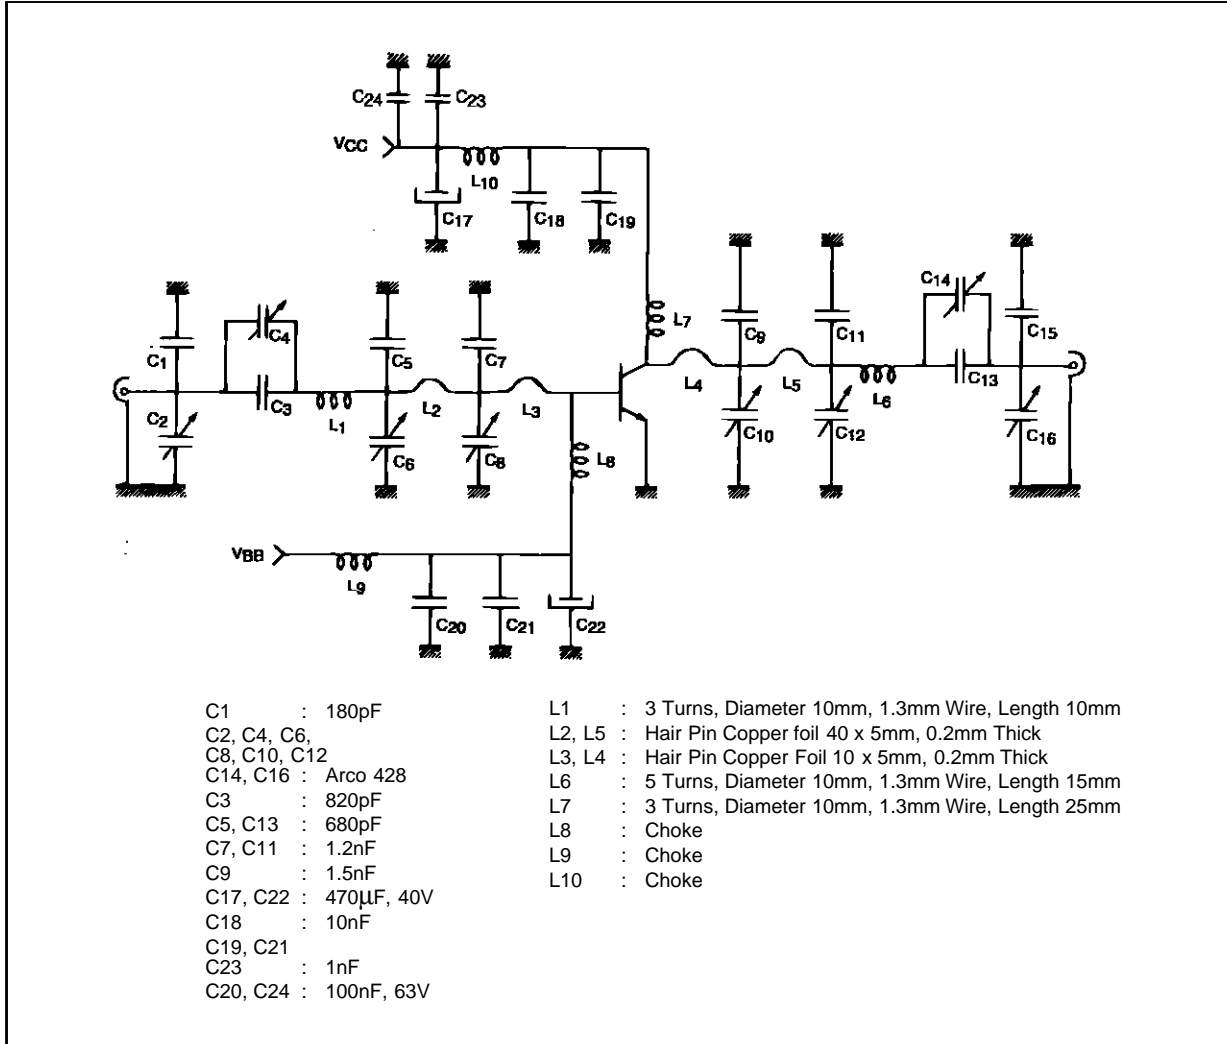 C24
C23
VCC
L10
C17
C18
C19
C14
C4
L7
C1
C5
C7
C9
C11
C15
C3
L1
L2
L3
L4
L5
L6
C13
C2
C6
C8
L8
C10
C12
C16
VBB
L9
C20
C21
C22
C1 : 180pF
C2, C4, C6,
C8, C10, C12
C14, C16 : Arco 428
C3 : 820pF
C5, C13 : 680pF
C7, C11 : 1.2nF
C9 : 1.5nF
C17, C22 : 470µF, 40V
C18 : 10nF
C19, C21
C23 : 1nF
C20, C24 : 100nF, 63V
L1 : 3 Turns, Diameter 10mm, 1.3mm Wire, Length 10mm
L2, L5 : Hair Pin Copper foil 40 x 5mm, 0.2mm Thick
L3, L4 : Hair Pin Copper Foil 10 x 5mm, 0.2mm Thick
L6 : 5 Turns, Diameter 10mm, 1.3mm Wire, Length 15mm
L7 : 3 Turns, Diameter 10mm, 1.3mm Wire, Length 25mm
L8 : Choke
L9 : Choke
L10 : Choke